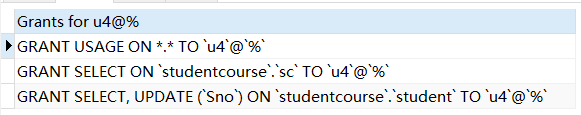 Grants for u4@%
GRANT USAGE ON *.* TO `u4`@`%`
GRANT SELECT ON `studentcourse`.`sc` TO `u4`@`%`
GRANT SELECT, UPDATE (`Sno`) ON `studentcourse`.`student` TO `u4`@`%`